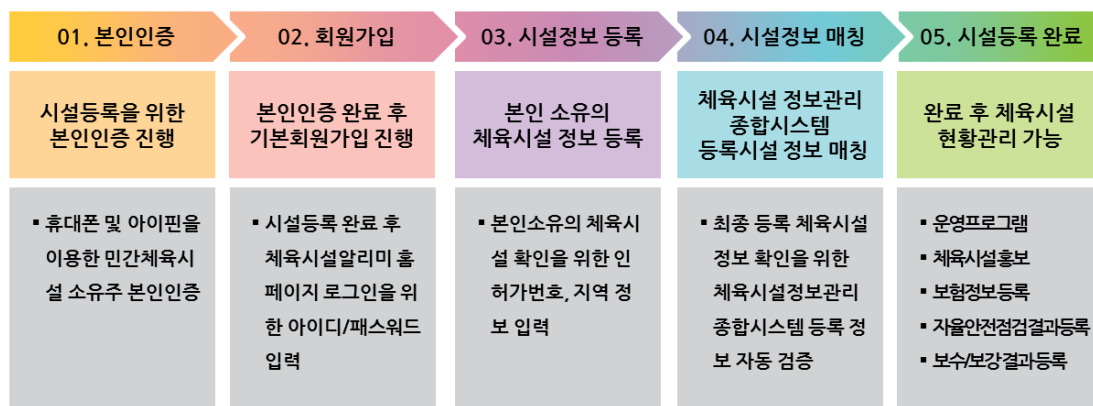 01. 본인인증
02. 회원가입
03. 시설정보 등록
04. 시설정보 매칭
05. 시설등록 완료
시설등록을 위한
본인인증 진행
본인인증 완료 후
기본회원가입 진행
본인 소유의
체육시설 정보 등록
체육시설 정보관리
종합시스템
등록시설 정보 매칭
완료 후 체육시설
현황관리 가능
▪ 휴대폰 및 아이핀을
이용한 민간체육시
설 소유주 본인인증
▪ 시설등록 완료 후
체육시설알리미 홈
페이지 로그인을 위
한 아이디/패스워드
입력
▪ 본인소유의 체육시
설 확인을 위한 인
허가번호, 지역 정
보 입력
▪ 최종 등록 체육시설
정보 확인을 위한
체육시설정보관리
종합시스템 등록 정
보 자동 검증
▪ 운영프로그램
▪ 체육시설홍보
▪ 보험정보등록
▪ 자율안전점검결과등록
▪ 보수/보강결과등록